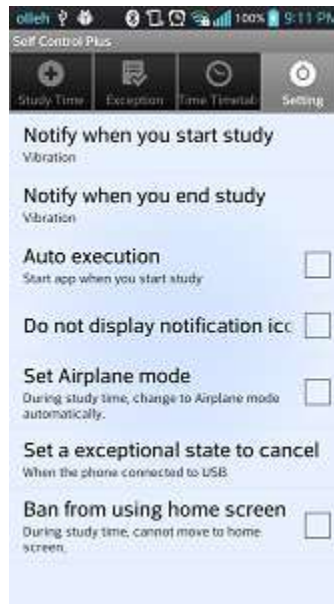 olleh 100% 9:11 PM
Self Control Plus
Study Time Exception Time Timetab Setting
Notify when you start study
Vibration
Notify when you end study
Vibration
Auto execution
Start app when you start study
Do not display notification icc
Set Airplane mode
During study time, change to Airplane mode
automatically.
Set a exceptional state to cancel
When the phone connected to USB
Ban from using home screen
During study time, cannot move to home
screen.